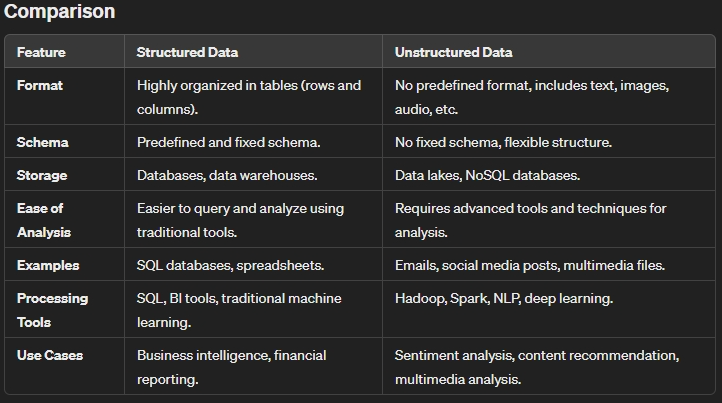 Comparison
Feature Structured Data Unstructured Data
Format Highly organized in tables (rows and No predefined format, includes text, images,
columns). audio, etc.
Schema Predefined and fixed schema. No fixed schema, flexible structure.
Storage Databases, data warehouses. Data lakes, NoSQL databases.
Ease of Easier to query and analyze using Requires advanced tools and techniques for
Analysis traditional tools. analysis.
Examples SQL databases, spreadsheets. Emails, social media posts, multimedia files.
Processing SQL, BI tools, traditional machine Hadoop, Spark, NLP, deep learning.
Tools learning.
Use Cases Business intelligence, financial Sentiment analysis, content recommendation,
reporting. multimedia analysis.